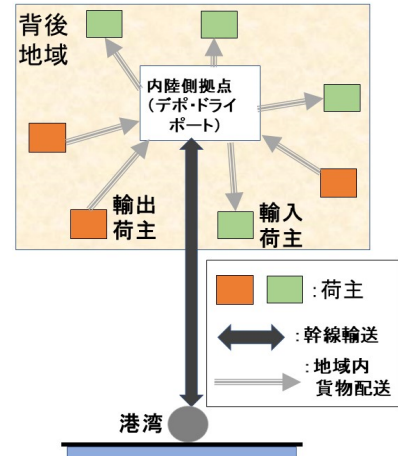 背後
地域
内陸側拠点
(デポ・ドライ
ポート)
輸出
荷主
輸入
荷主
:荷主
:幹線輸送
:地域内
貨物配送
港湾